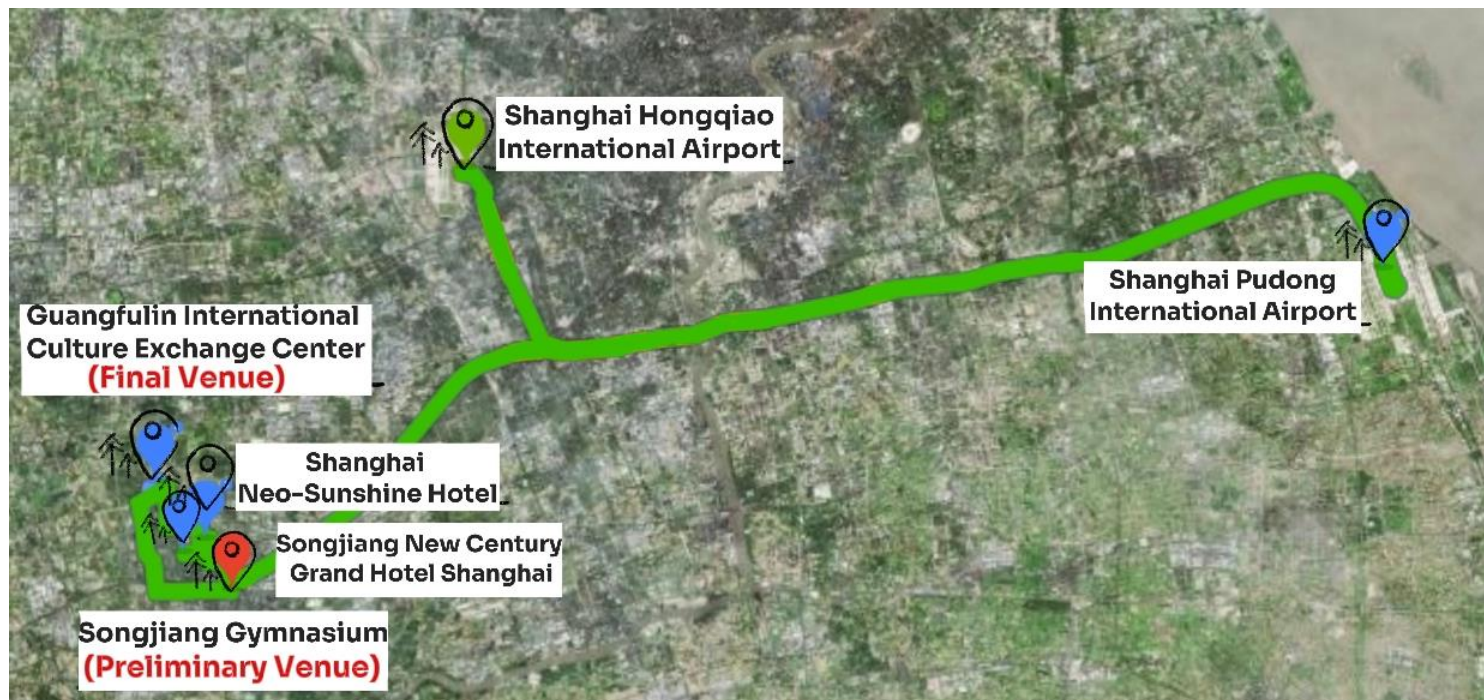 Shanghai Hongqiao
International Airport
Shanghai Pudong
International Airport
Guangfulin International
Culture Exchange Center
(Final Venue)
Shanghai
Neo-Sunshine Hotel
Songjiang New Century
Grand Hotel Shanghai
Songjiang Gymnasium
(Preliminary Venue)